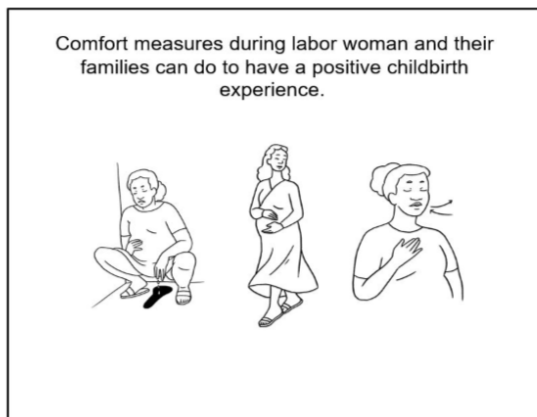 Comfort measures during labor woman and their
families can do to have a positive childbirth
experience.